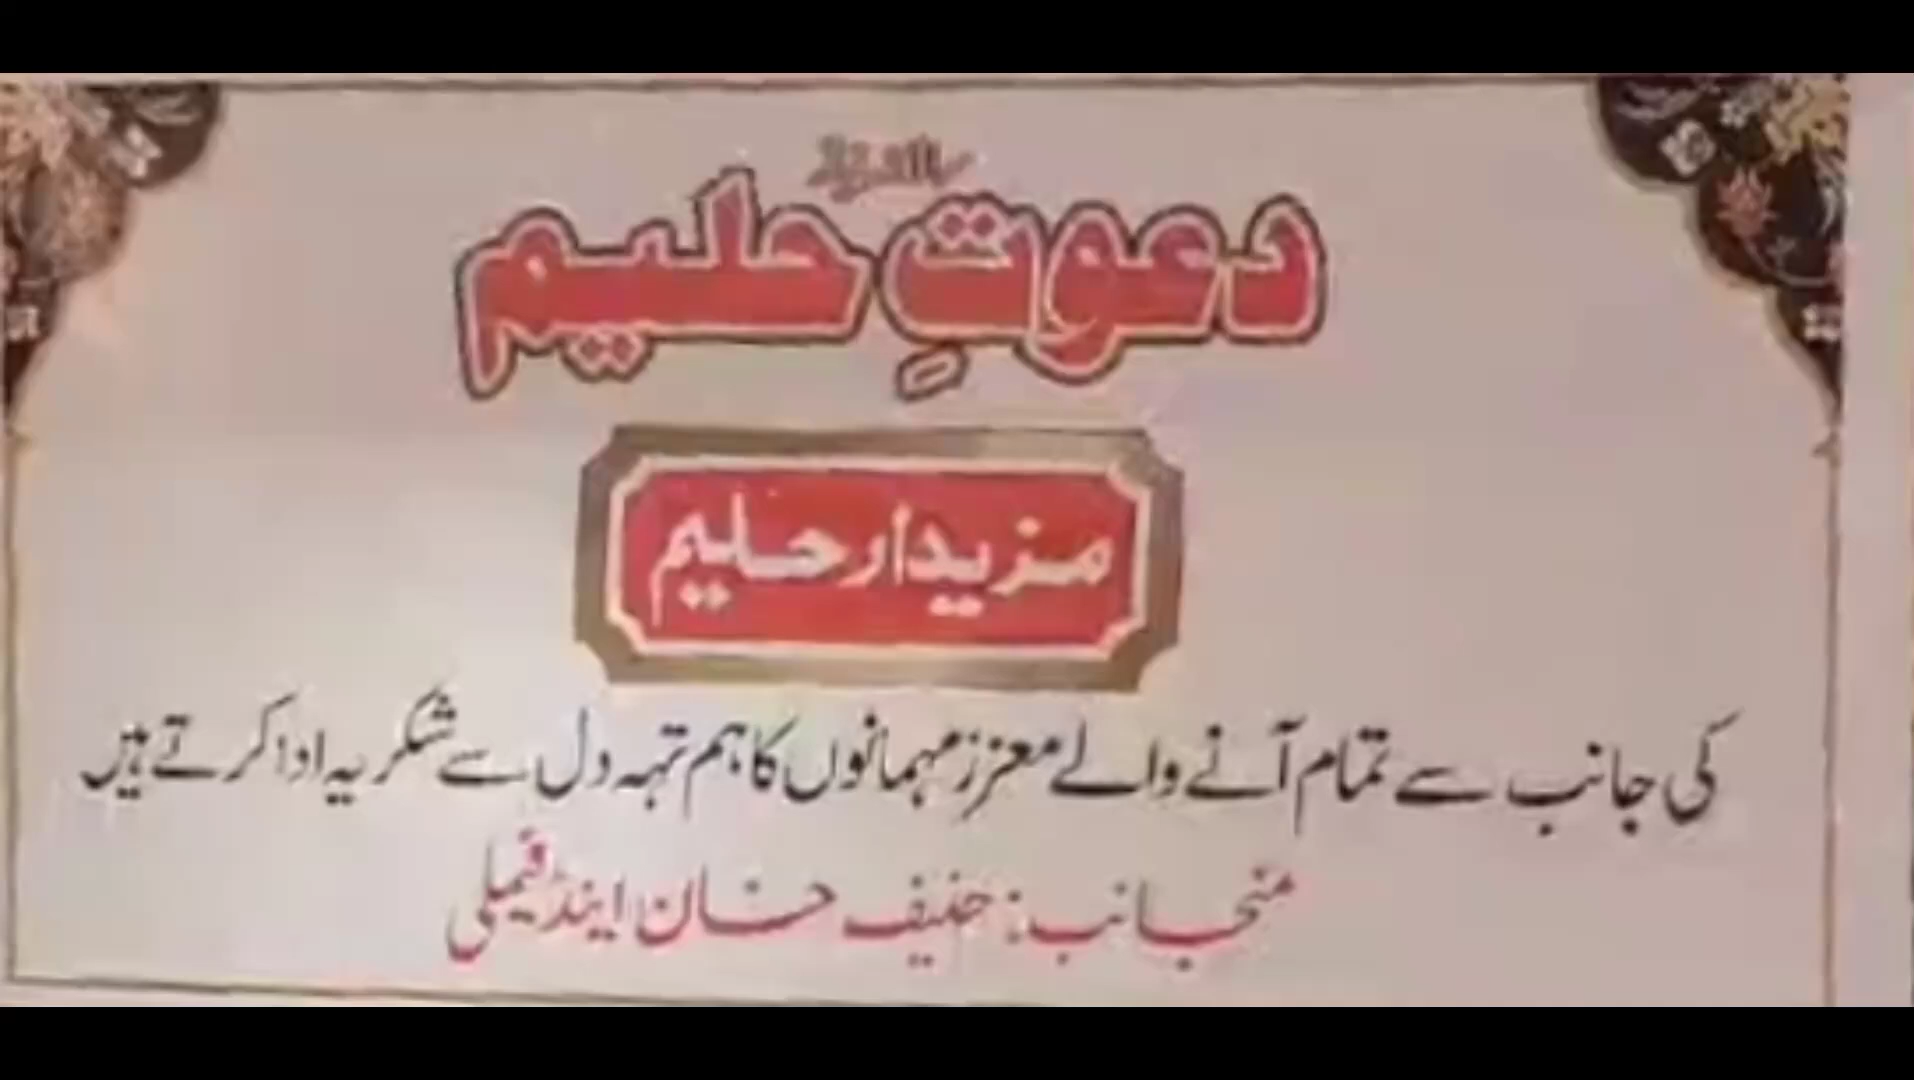 دعوتِ حلیم
مزیدار حلیم
کی جانب سے تمام آنے والے معزز مہمانوں کا ہم تہہ دل سے شکریہ ادا کرتے ہیں
منجانب: حنیف خان اینڈ فیملی